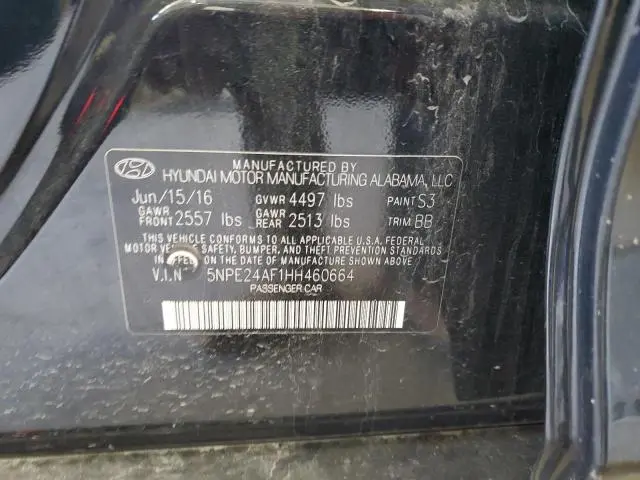 MANUFACTURED BY
HYUNDAI MOTOR MANUFACTURING ALABAMA, LLC
Jun/15/16 GVWR 4497 lbs PAINT S3
GAWR FRONT 2557 lbs GAWR REAR 2513 lbs TRIM BB
THIS VEHICLE CONFORMS TO ALL APPLICABLE U.S.A. FEDERAL
MOTOR VEHICLE SAFETY, BUMPER, AND THEFT PREVENTION
STANDARDS IN EFFECT ON THE DATE OF MANUFACTURE SHOWN ABOVE.
V.I.N 5NPE24AF1HH460664
PASSENGER CAR